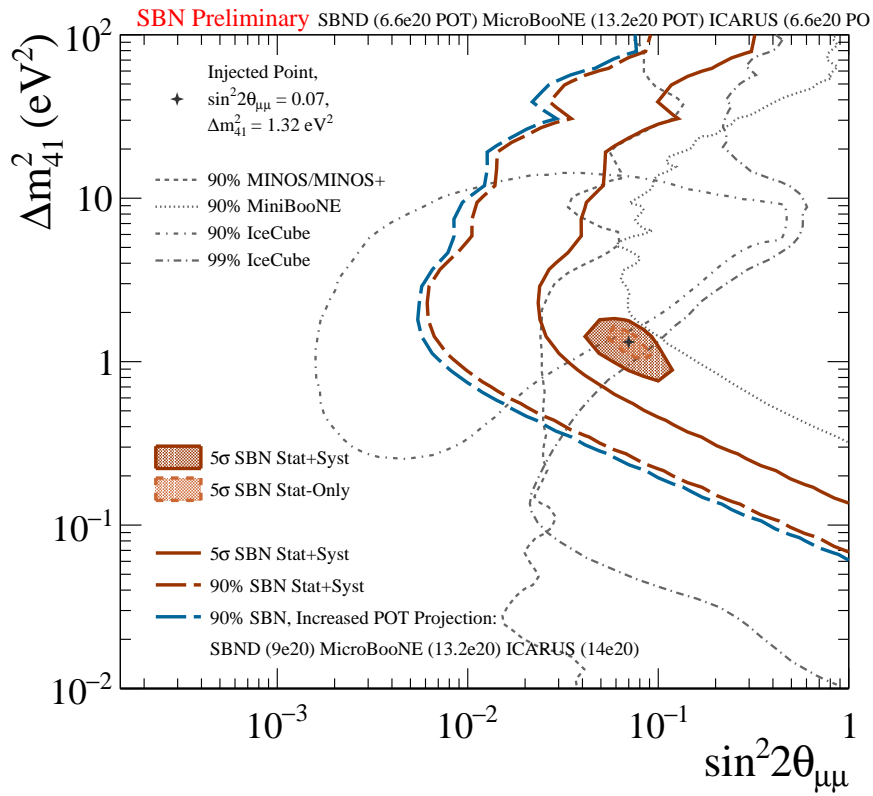 SBN Preliminary SBND (6.6e20 POT) MicroBooNE (13.2e20 POT) ICARUS (6.6e20 PO
Injected Point,
sin²2θμμ = 0.07,
Δm²41 = 1.32 eV²
90% MINOS/MINOS+
90% MiniBooNE
90% IceCube
99% IceCube
5σ SBN Stat+Syst
5σ SBN Stat-Only
5σ SBN Stat+Syst
90% SBN Stat+Syst
90% SBN, Increased POT Projection:
SBND (9e20) MicroBooNE (13.2e20) ICARUS (14e20)
Δm²41 (eV²)
10²
10
1
10⁻¹
10⁻²
10⁻³ 10⁻² 10⁻¹ 1
sin²2θμμ